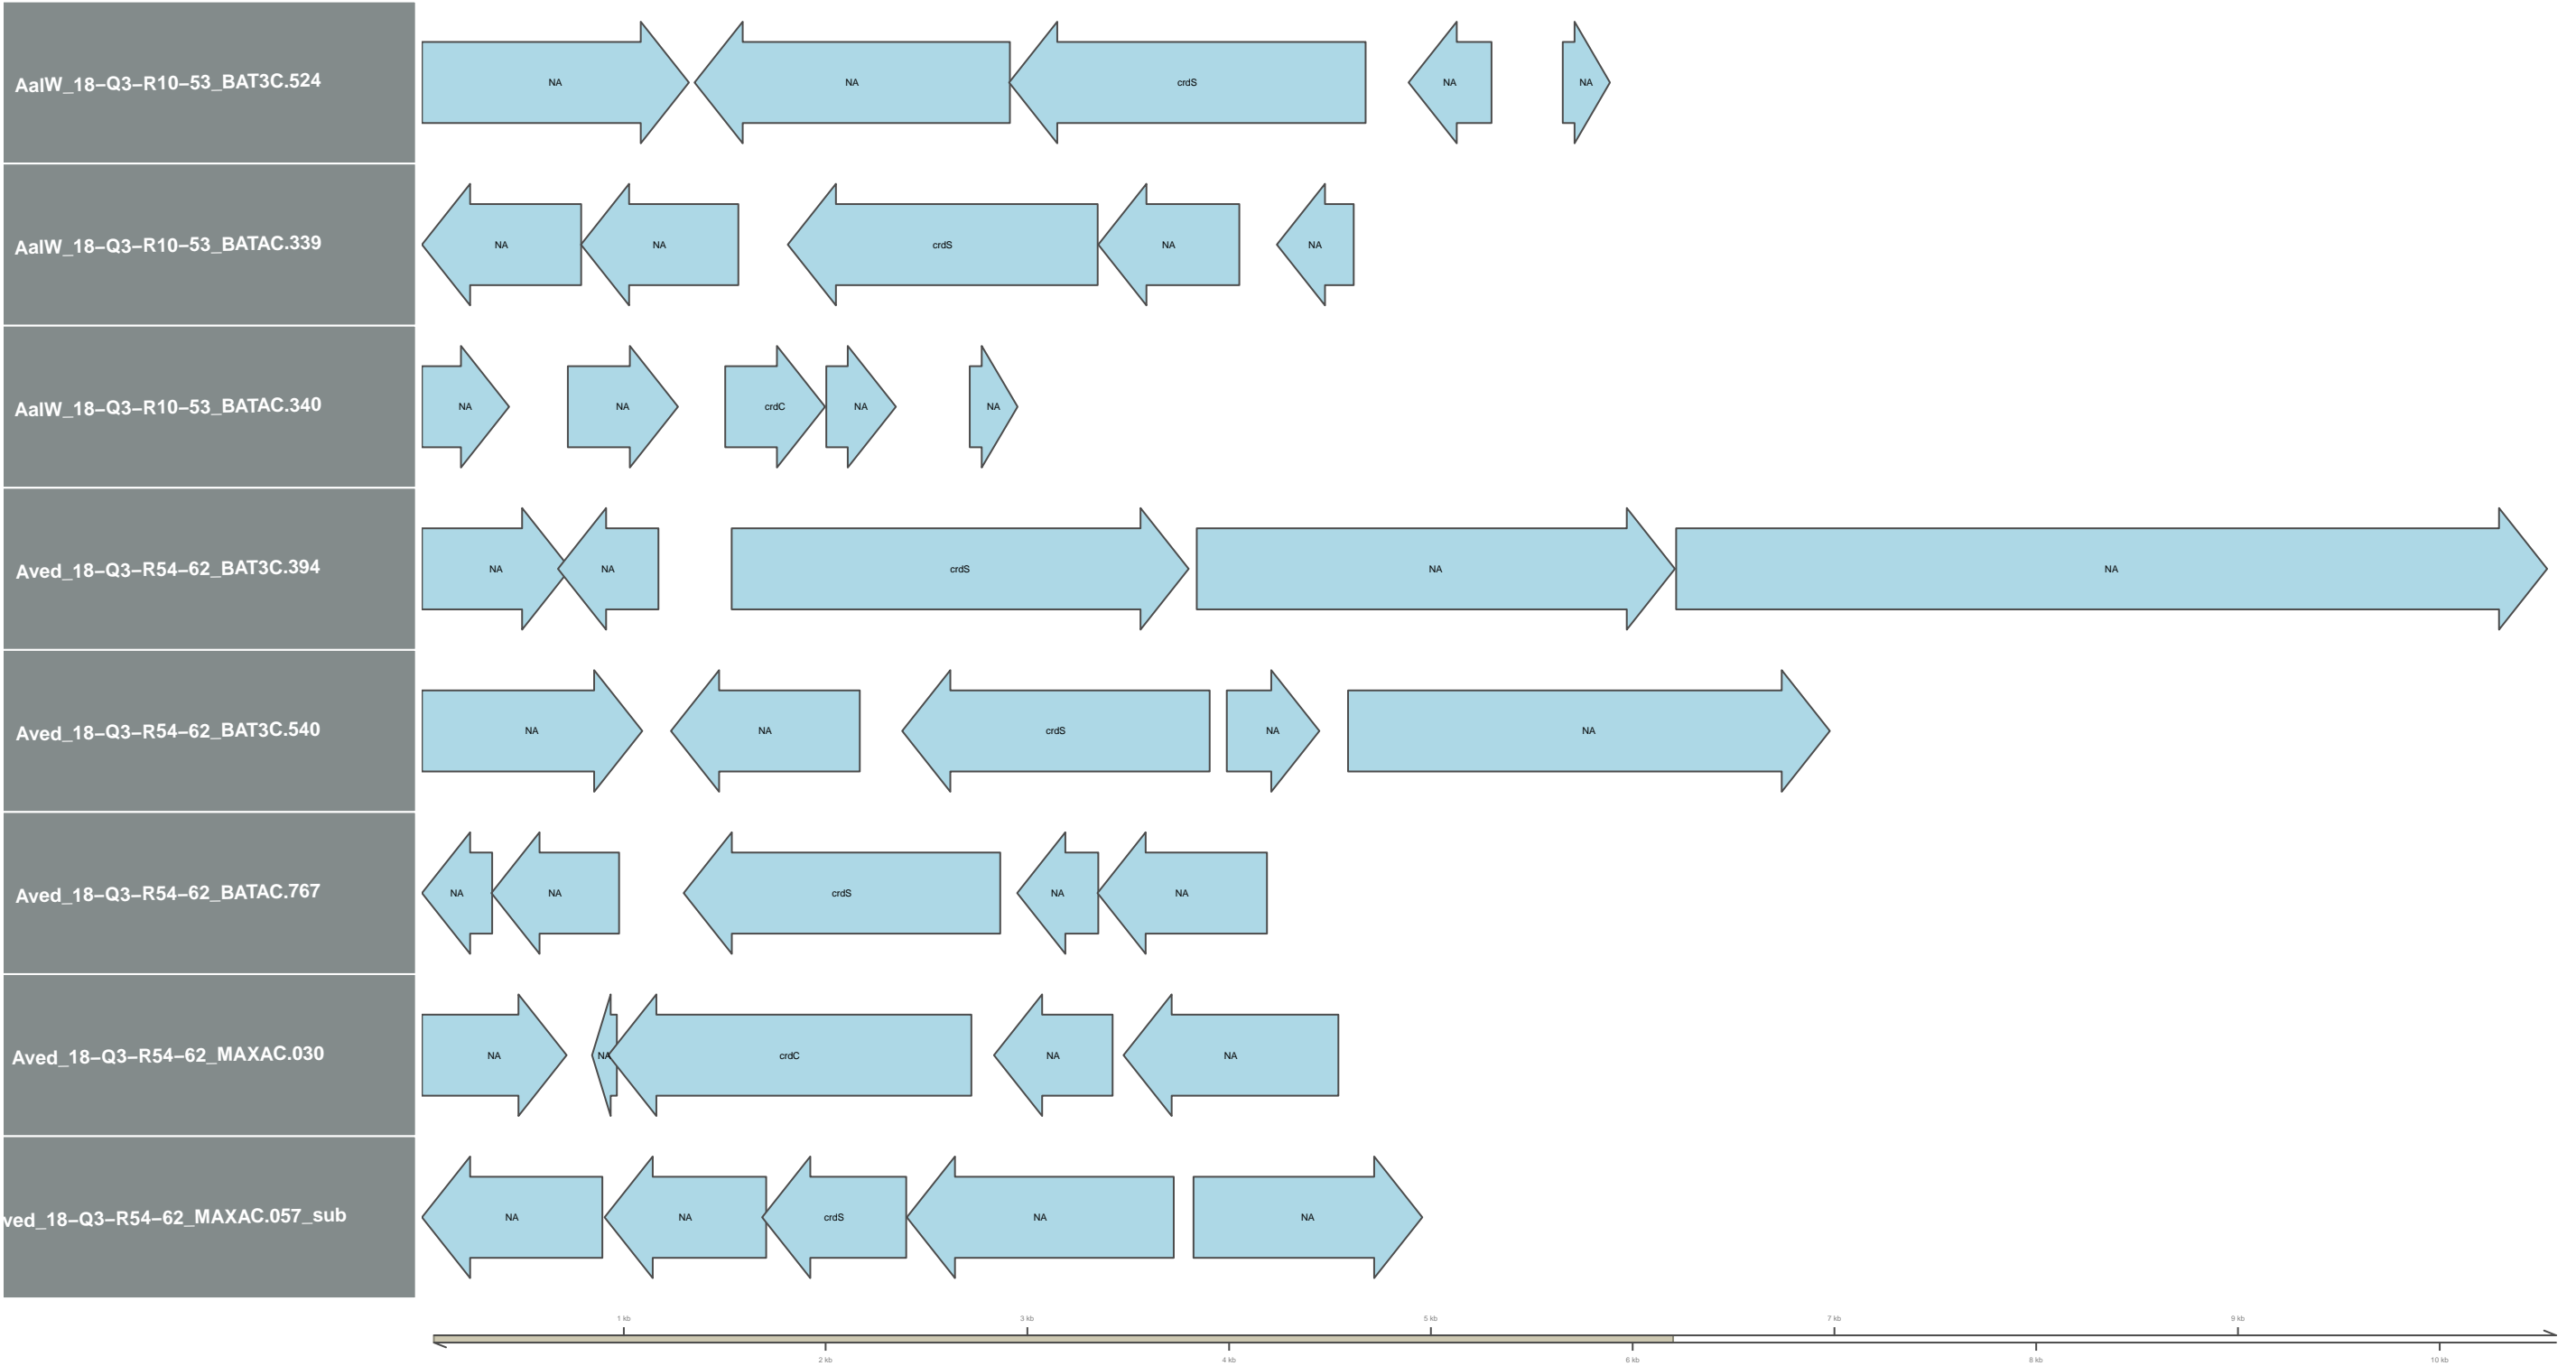 AalW_18–Q3–R10–53_BAT3C.524
NA NA crdS NA NA
AalW_18–Q3–R10–53_BATAC.339
NA NA crdS NA NA
AalW_18–Q3–R10–53_BATAC.340
NA NA crdC NA NA
Aved_18–Q3–R54–62_BAT3C.394
NA NA crdS NA NA
Aved_18–Q3–R54–62_BAT3C.540
NA NA crdS NA NA
Aved_18–Q3–R54–62_BATAC.767
NA NA crdS NA NA
Aved_18–Q3–R54–62_MAXAC.030
NA NA crdC NA NA
ved_18–Q3–R54–62_MAXAC.057_sub
NA NA crdS NA NA
1 kb 3 kb 5 kb 7 kb 9 kb
2 kb 4 kb 6 kb 8 kb 10 kb